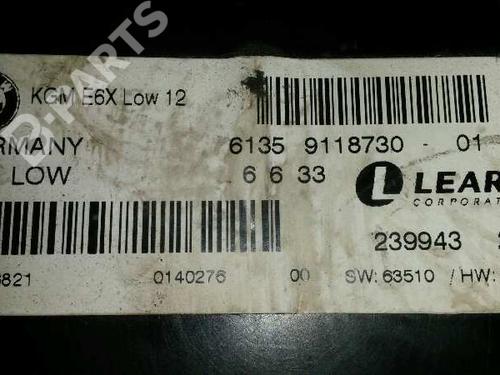 B-PARTS
KGM E6X Low 12
RMANY 6135 9118730 - 01
LOW 6 6 33 LEAR
CORPORAT
239943
821 0140276 00 SW: 63510 / HW: